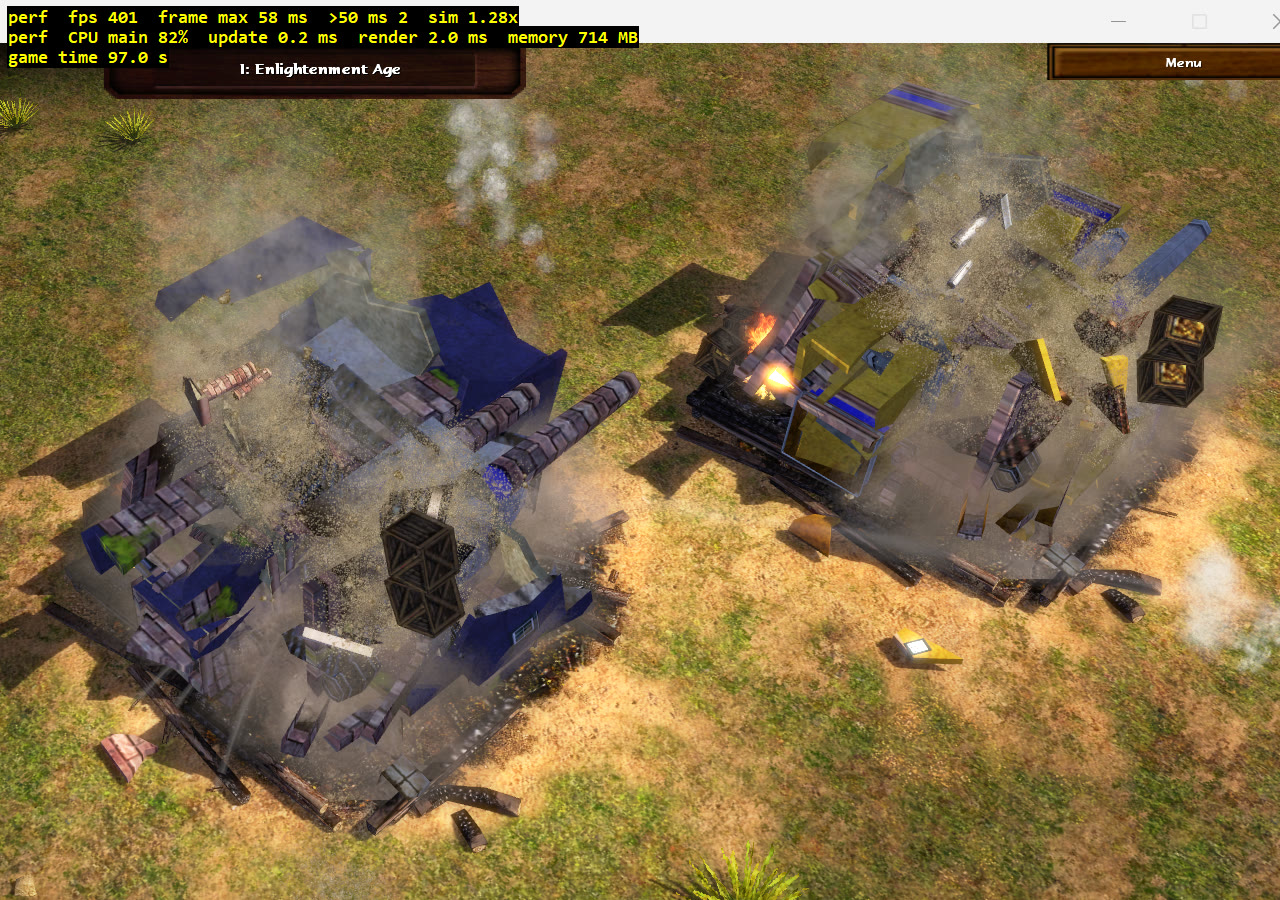 perf  fps 401  frame max 58 ms  >50 ms 2  sim 1.28x
perf  CPU main 82%  update 0.2 ms  render 2.0 ms  memory 714 MB
game time 97.0 s
1: Enlightenment Age
Menu